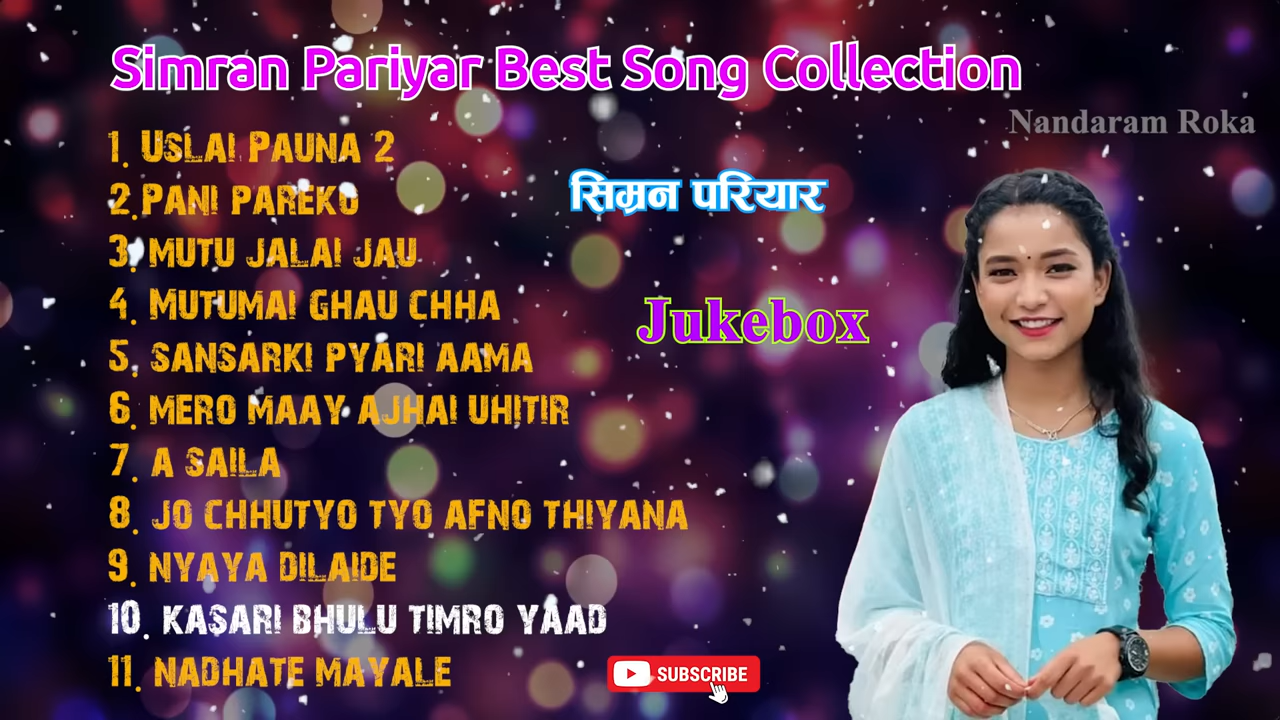 Simran Pariyar Best Song Collection
Nandaram Roka
1. Uslai Pauna 2
2.Pani pareko
सिम्रन परियार
3. mutu jalai jau
4. Mutumai ghau chha
Jukebox
5. sansarki pyari aama
6. mero maay ajhai uhitir
7. a saila
8. jo chhutyo tyo afno thiyana
9. nyaya dilaide
10. kasari bhulu timro yaad
11. nadhate mayale
SUBSCRIBE